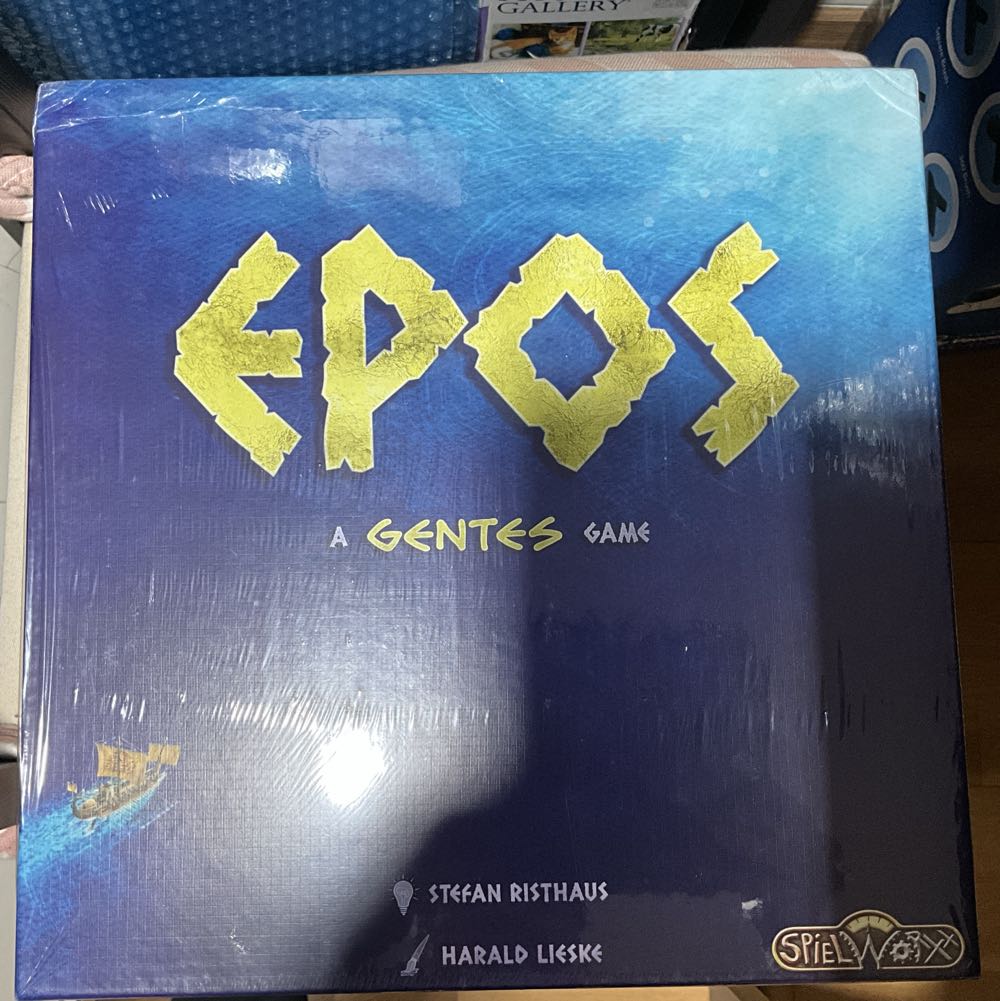 GALLERY
EPOS
A GENTES GAME
STEFAN RISTHAUS
HARALD LIESKE
SPIELWORXX